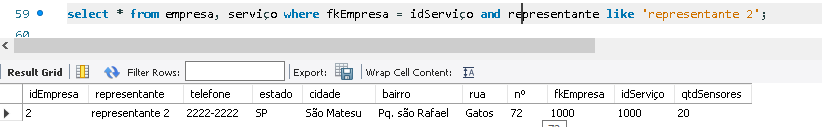 59 select * from empresa, serviço where fkEmpresa = idServiço and representante like 'representante 2';
60
Result Grid Filter Rows: Export: Wrap Cell Content:
idEmpresa representante telefone estado cidade bairro rua nº fkEmpresa idServiço qtdSensores
2 representante 2 2222-2222 SP São Matesu Pq. são Rafael Gatos 72 1000 1000 20